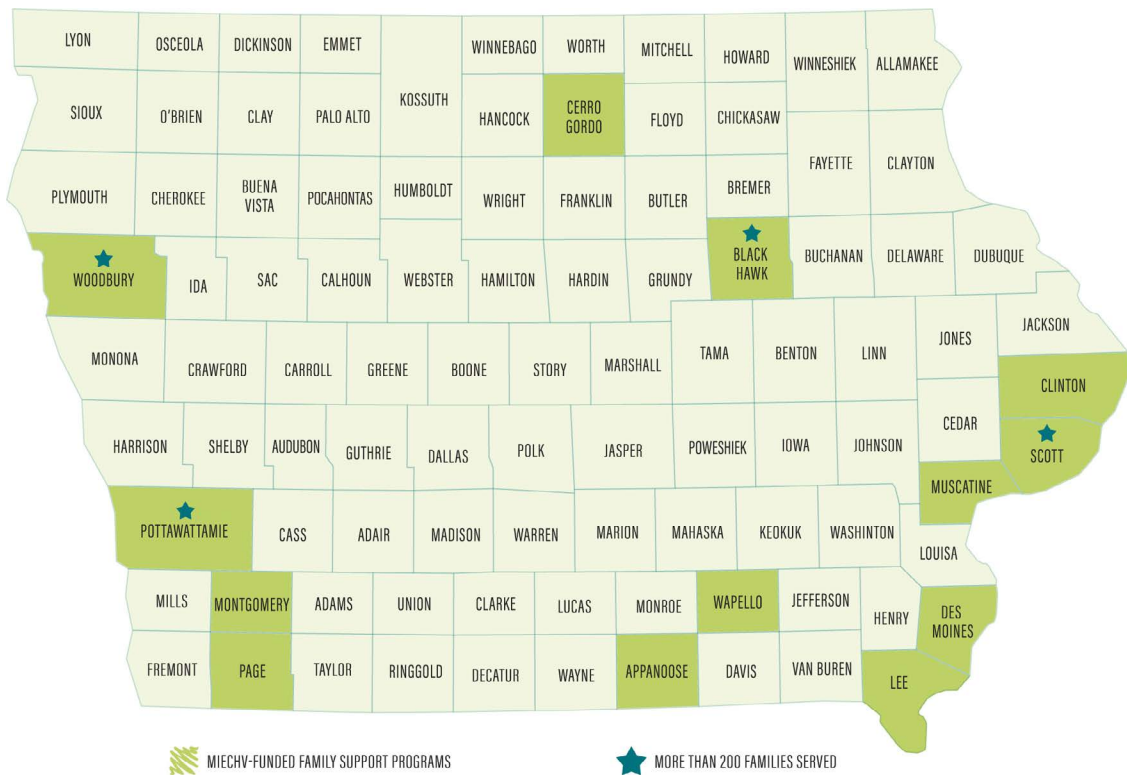 LYON
OSCEOLA
DICKINSON
EMMET
WINNEBAGO
WORTH
MITCHELL
HOWARD
WINNESHIEK
ALLAMAKEE
SIOUX
O'BRIEN
CLAY
PALO ALTO
KOSSUTH
HANCOCK
CERRO
GORDO
FLOYD
CHICKASAW
FAYETTE
CLAYTON
PLYMOUTH
CHEROKEE
BUENA
VISTA
POCAHONTAS
HUMBOLDT
WRIGHT
FRANKLIN
BUTLER
BREMER
WOODBURY
IDA
SAC
CALHOUN
WEBSTER
HAMILTON
HARDIN
GRUNDY
BLACK
HAWK
BUCHANAN
DELAWARE
DUBUQUE
MONONA
CRAWFORD
CARROLL
GREENE
BOONE
STORY
MARSHALL
TAMA
BENTON
LINN
JONES
JACKSON
CLINTON
HARRISON
SHELBY
AUDUBON
GUTHRIE
DALLAS
POLK
JASPER
POWESHIEK
IOWA
JOHNSON
CEDAR
SCOTT
MUSCATINE
POTTAWATTAMIE
CASS
ADAIR
MADISON
WARREN
MARION
MAHASKA
KEOKUK
WASHINTON
LOUISA
MILLS
MONTGOMERY
ADAMS
UNION
CLARKE
LUCAS
MONROE
WAPELLO
JEFFERSON
HENRY
DES
MOINES
FREMONT
PAGE
TAYLOR
RINGGOLD
DECATUR
WAYNE
APPANOOSE
DAVIS
VAN BUREN
LEE
MIECHV-FUNDED FAMILY SUPPORT PROGRAMS
MORE THAN 200 FAMILIES SERVED